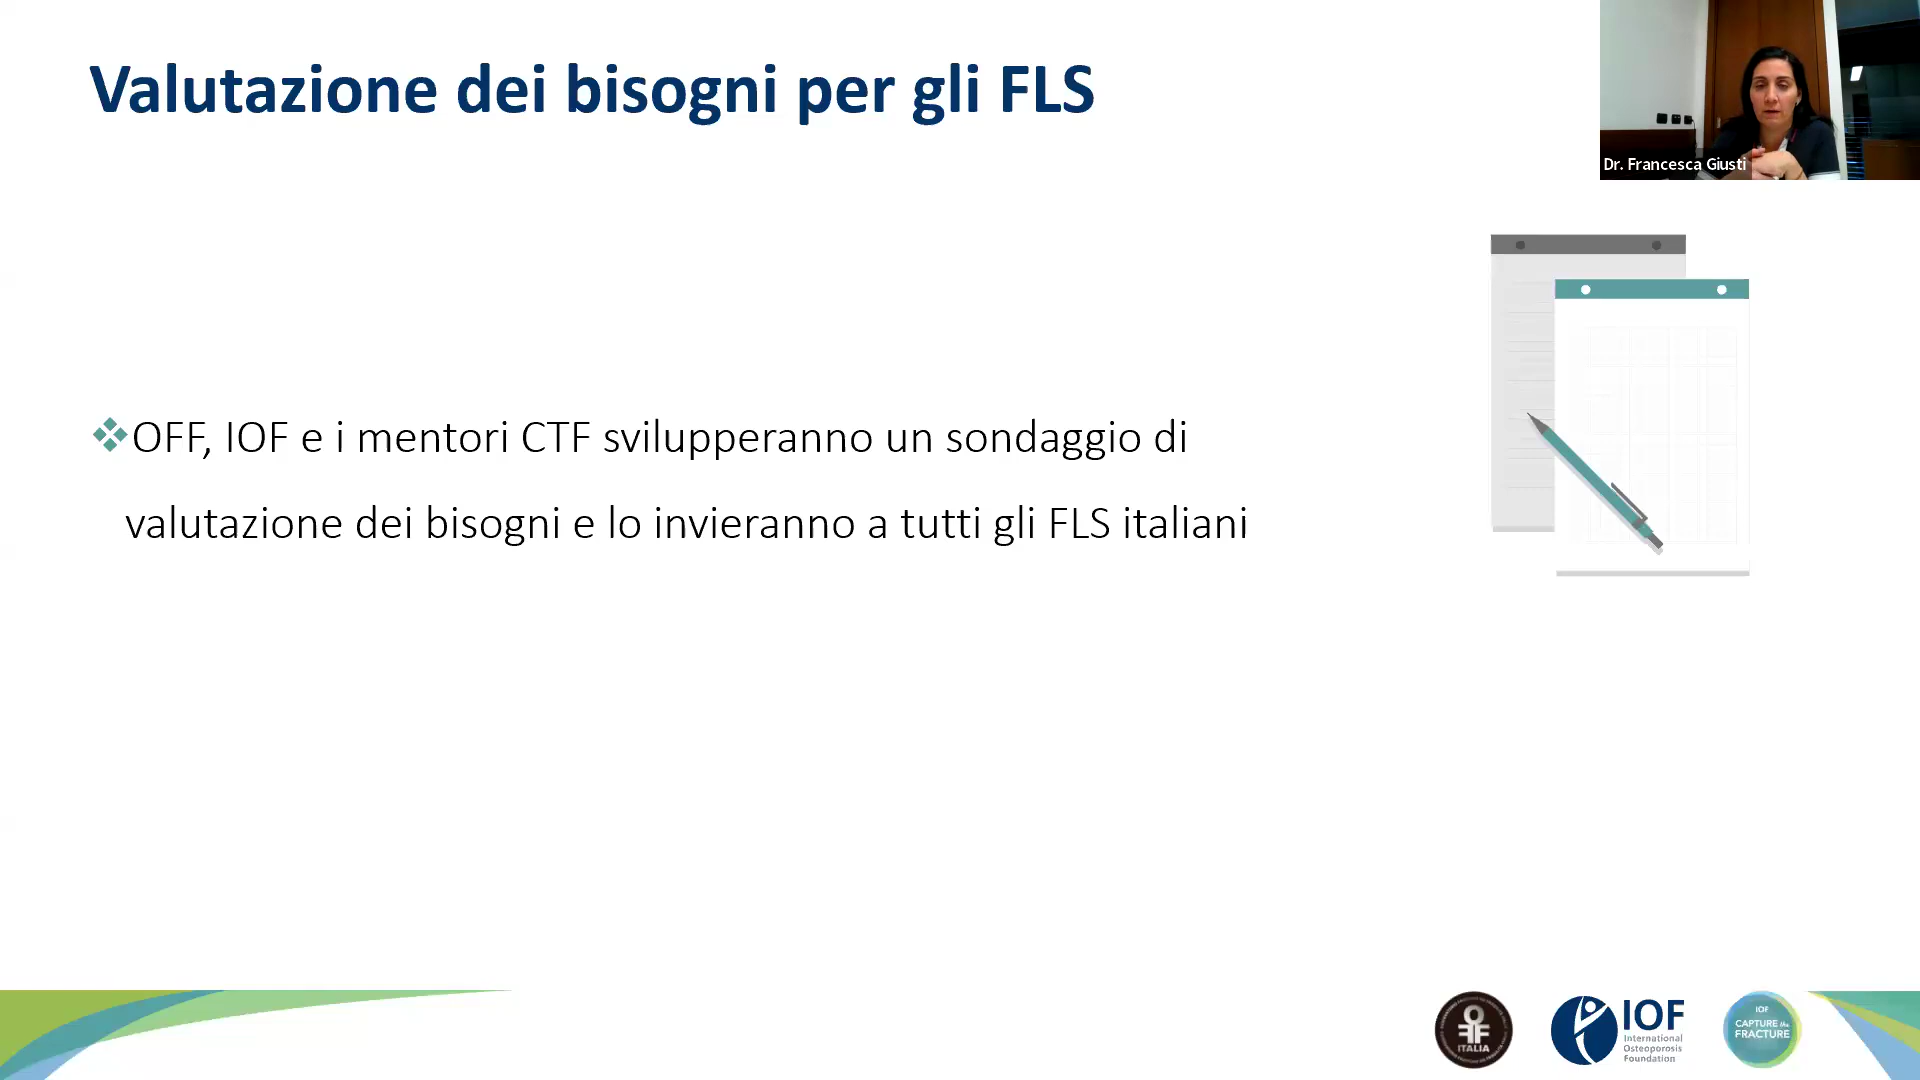 Valutazione dei bisogni per gli FLS
Dr. Francesca Giusti
❖OFF, IOF e i mentori CTF svilupperanno un sondaggio di
valutazione dei bisogni e lo invieranno a tutti gli FLS italiani
OFF
ITALIA
IOF
International
Osteoporosis
Foundation
IOF
CAPTURE the
FRACTURE